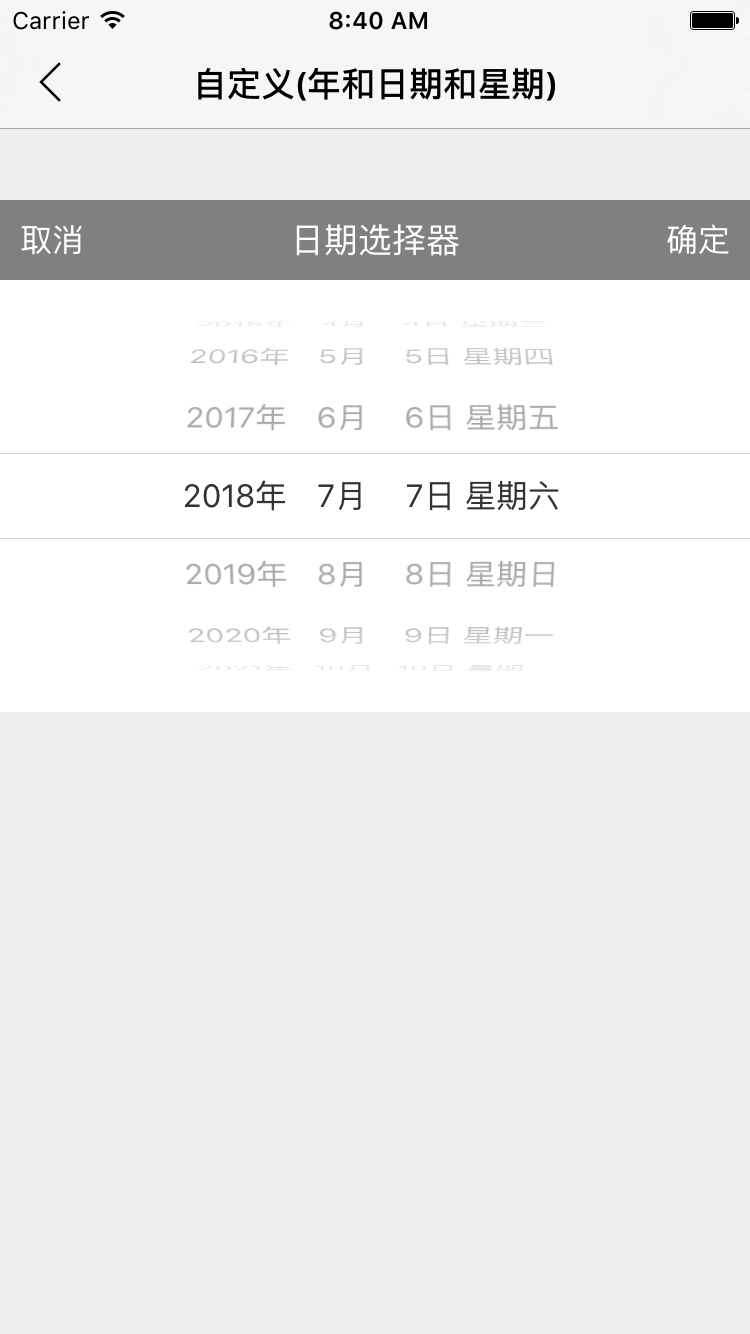 Carrier 8:40 AM
自定义(年和日期和星期)
取消 日期选择器 确定
2016年 5月 5日 星期四
2017年 6月 6日 星期五
2018年 7月 7日 星期六
2019年 8月 8日 星期日
2020年 9月 9日 星期一